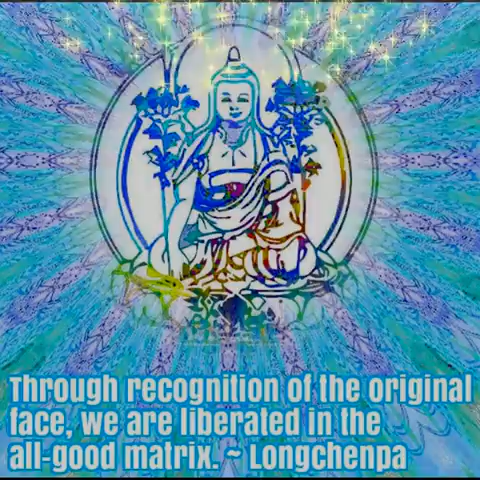 Through recognition of the original
face, we are liberated in the
all-good matrix. ~ Longchenpa